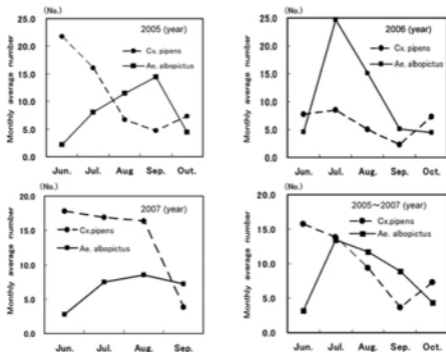 (No.)
25.0
20.0
15.0
10.0
5.0
0.0
Monthly average number
2005 (year)
Cx. pipens
Ae. albopictus
Jun. Jul. Aug. Sep. Out.
(No.)
25.0
20.0
15.0
10.0
5.0
0.0
Monthly average number
2006 (year)
Cx. pipens
Ae. albopictus
Jun. Jul. Aug. Sep. Oct.
(No.)
20.0
15.0
10.0
5.0
0.0
Monthly average number
2007 (year)
Cx.pipens
Ae. albopictus
Jun. Jul. Aug. Sep.
(No.)
20.0
15.0
10.0
5.0
0.0
Monthly average number
2005~2007 (year)
Cx.pipens
Ae. albopictus
Jun. Jul. Aug. Sep. Oct.